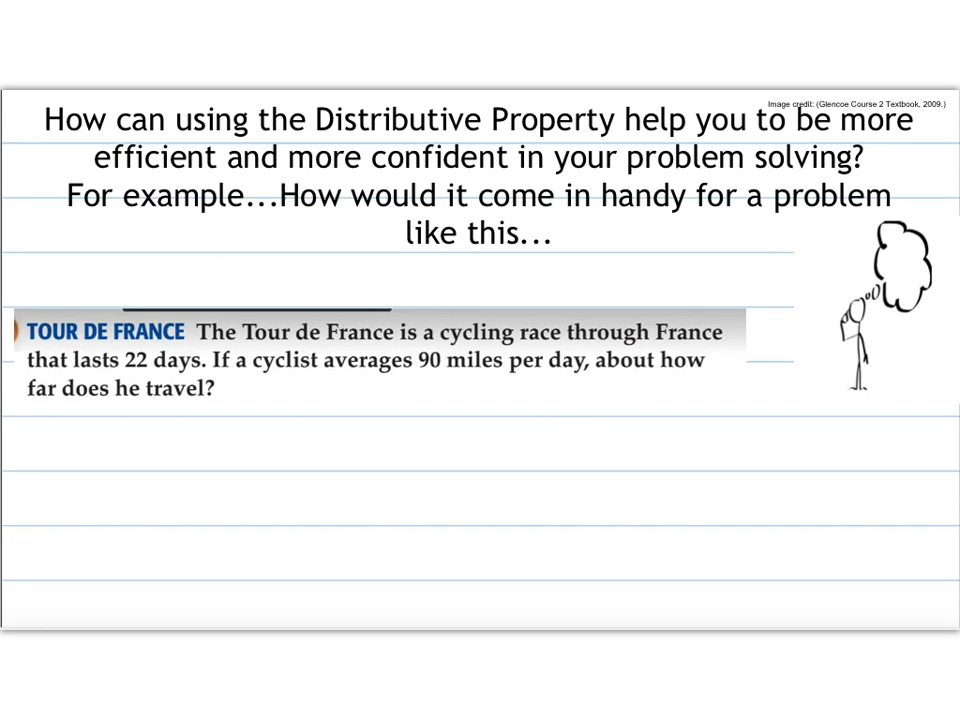 Image credit: (Glencoe Course 2 Textbook, 2009.)
How can using the Distributive Property help you to be more
efficient and more confident in your problem solving?
For example...How would it come in handy for a problem
like this...
TOUR DE FRANCE The Tour de France is a cycling race through France
that lasts 22 days. If a cyclist averages 90 miles per day, about how
far does he travel?